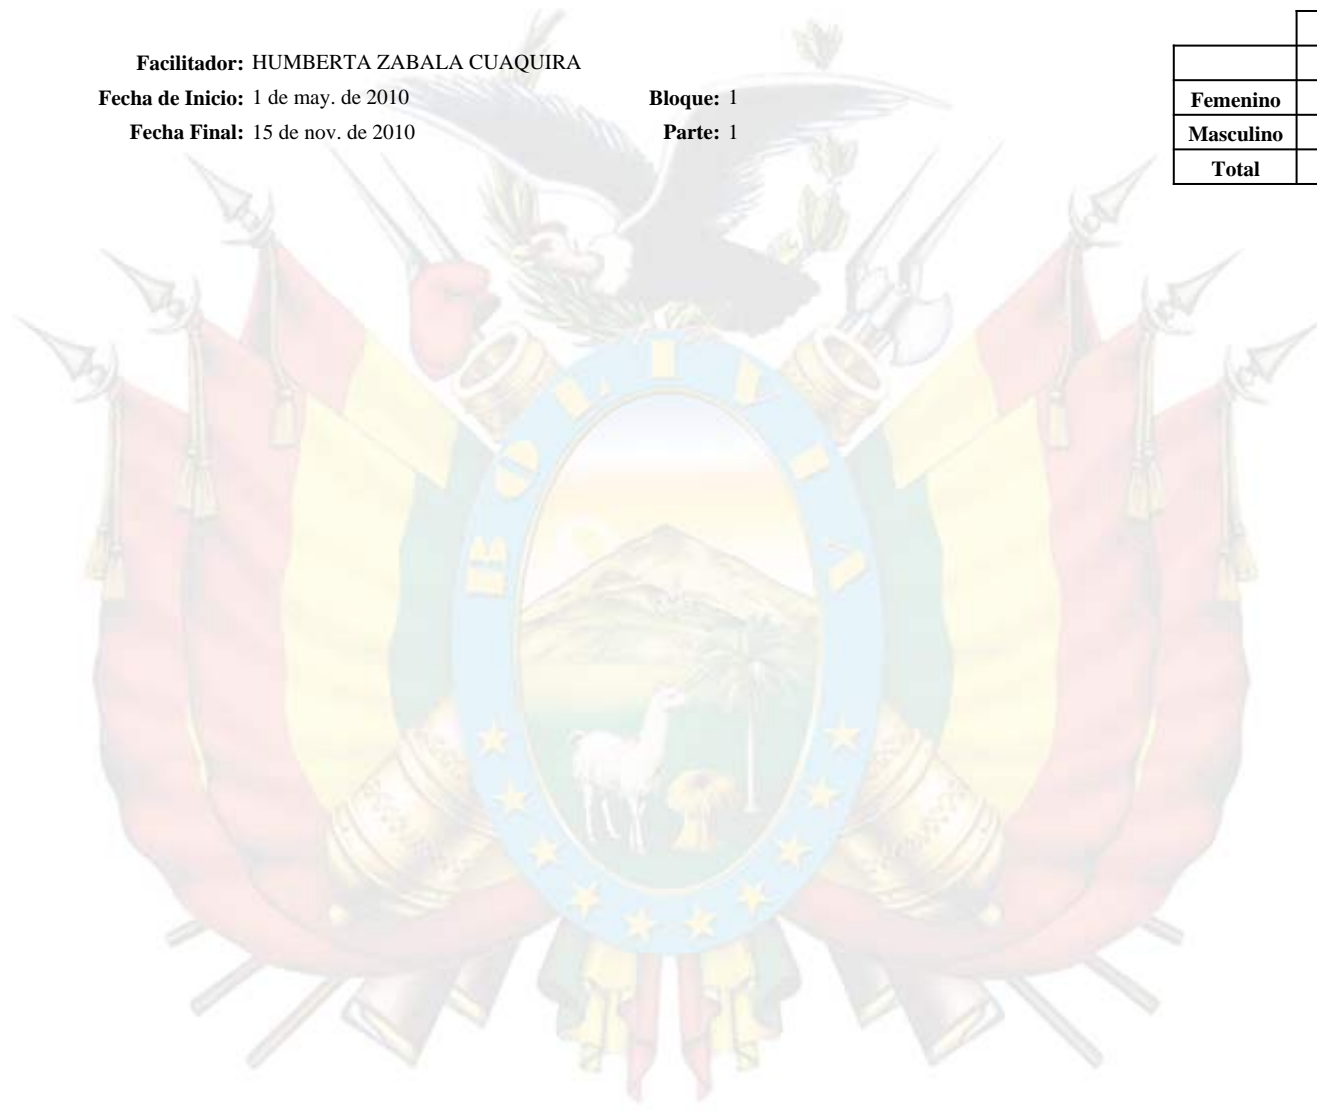 Facilitador: HUMBERTA ZABALA CUAQUIRA
Fecha de Inicio: 1 de may. de 2010 Bloque: 1
Fecha Final: 15 de nov. de 2010 Parte: 1
Femenino
Masculino
Total
BOLIVIA